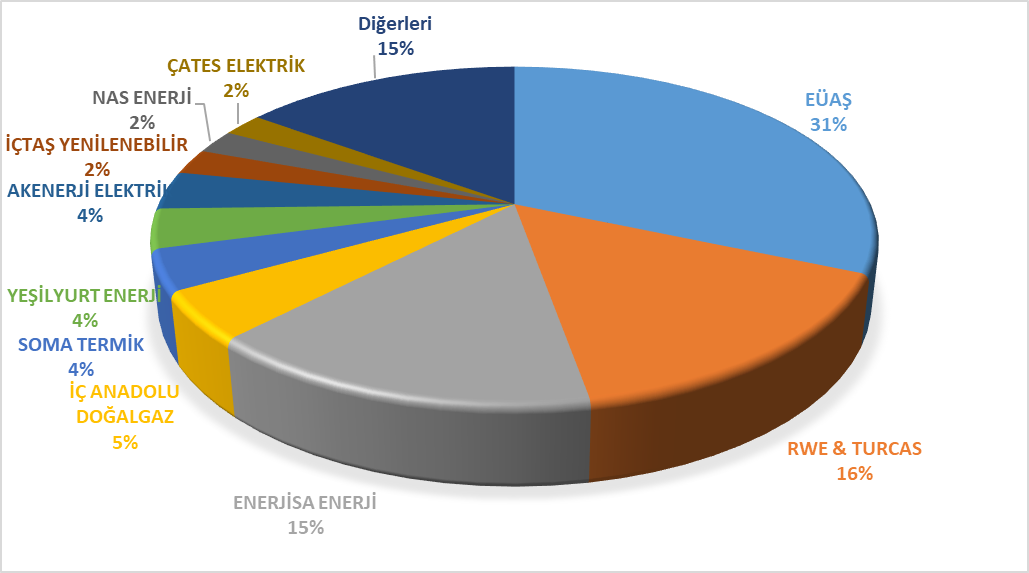 Diğerleri
15%
ÇATES ELEKTRİK
2%
NAS ENERJİ
2%
İÇTAŞ YENİLENEBİLİR
2%
AKENERJİ ELEKTRİK
4%
YEŞİLYURT ENERJİ
4%
SOMA TERMİK
4%
İÇ ANADOLU
DOĞALGAZ
5%
ENERJİSA ENERJİ
15%
RWE & TURCAS
16%
EÜAŞ
31%